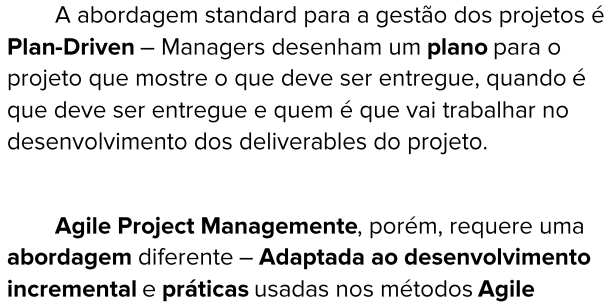 A abordagem standard para a gestão dos projetos é
Plan-Driven – Managers desenham um plano para o
projeto que mostre o que deve ser entregue, quando é
que deve ser entregue e quem é que vai trabalhar no
desenvolvimento dos deliverables do projeto.
Agile Project Managemente, porém, requere uma
abordagem diferente – Adaptada ao desenvolvimento
incremental e práticas usadas nos métodos Agile